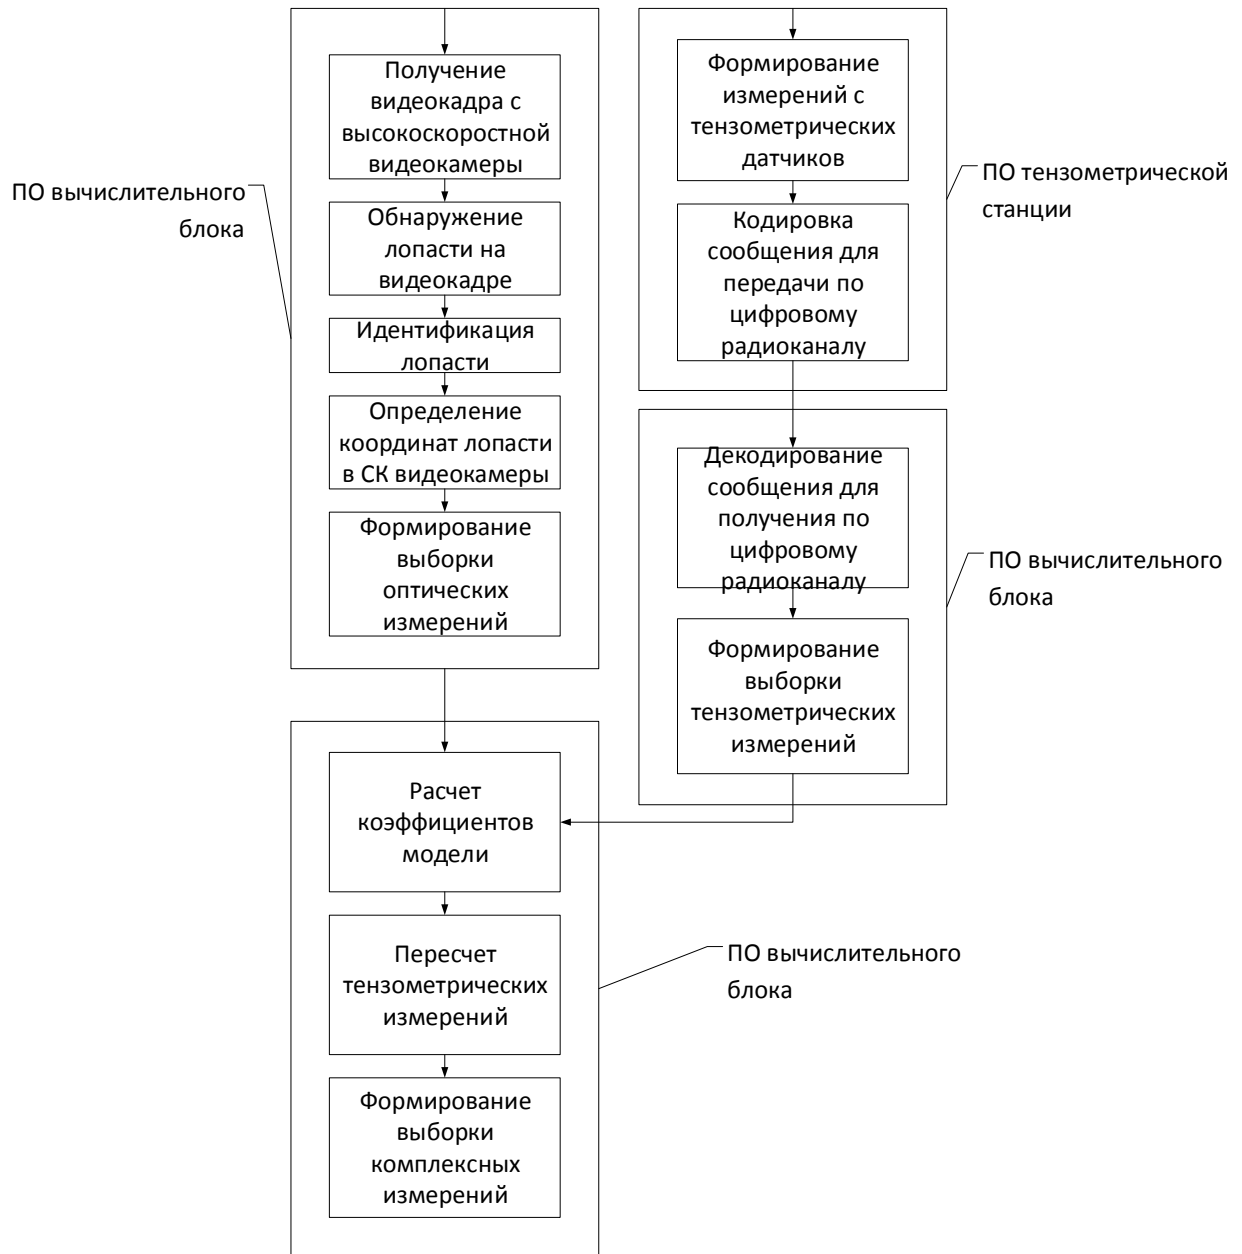 ПО вычислительного
блока
Получение
видеокадра с
высокоскоростной
видеокамеры
Обнаружение
лопасти на
видеокадре
Идентификация
лопасти
Определение
координат лопасти
в СК видеокамеры
Формирование
выборки
оптических
измерений
Формирование
измерений с
тензометрических
датчиков
Кодировка
сообщения для
передачи по
цифровому
радиоканалу
ПО тензометрической
станции
Декодирование
сообщения для
получения по
цифровому
радиоканалу
Формирование
выборки
тензометрических
измерений
ПО вычислительного
блока
Расчет
коэффициентов
модели
Пересчет
тензометрических
измерений
Формирование
выборки
комплексных
измерений
ПО вычислительного
блока